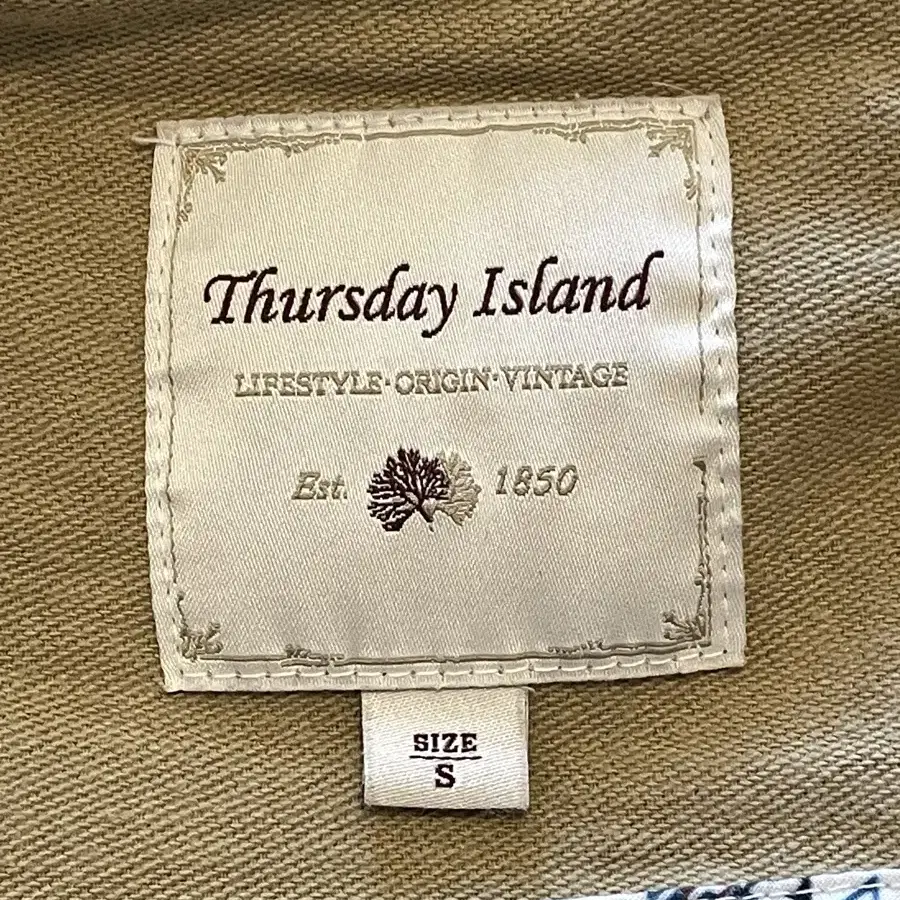 Thursday Island
LIFESTYLE·ORIGIN·VINTAGE
Est. 1850
SIZE
S